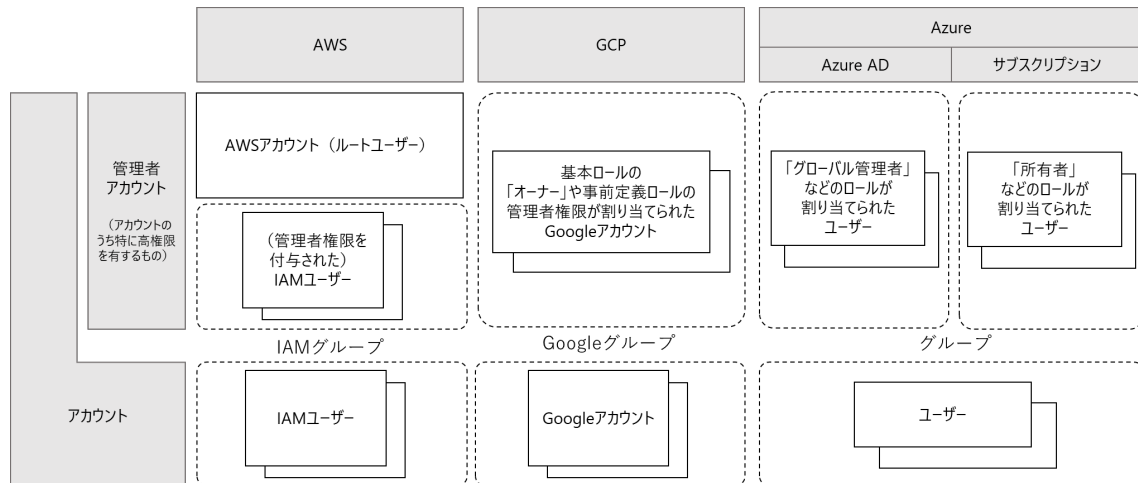 AWS
GCP
Azure
Azure AD
サブスクリプション
管理者
アカウント
（アカウントの
うち特に高権限
を有するもの）
AWSアカウント（ルートユーザー）
（管理者権限を
付与された）
IAMユーザー
基本ロールの
「オーナー」や事前定義ロールの
管理者権限が割り当てられた
Googleアカウント
「グローバル管理者」
などのロールが
割り当てられた
ユーザー
「所有者」
などのロールが
割り当てられた
ユーザー
IAMグループ
Googleグループ
グループ
アカウント
IAMユーザー
Googleアカウント
ユーザー